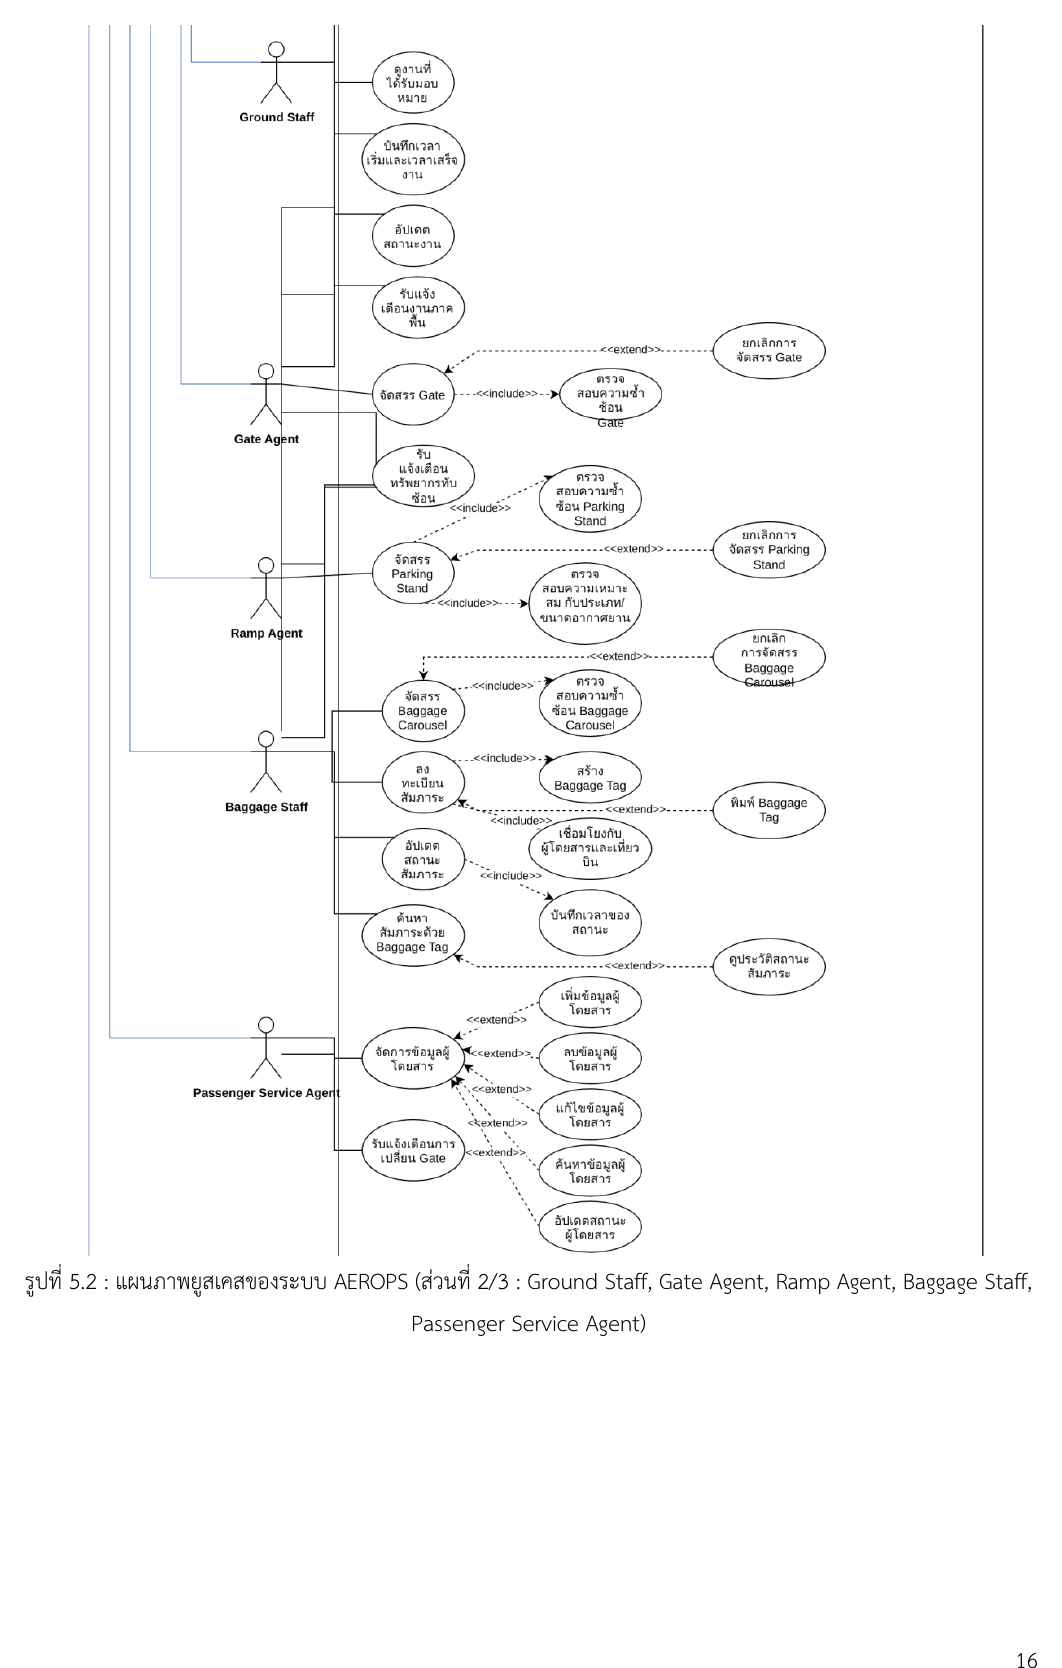 Ground Staff
ดูงานที่
ได้รับมอบ
หมาย
บันทึกเวลา
เริ่มและเวลาเสร็จ
งาน
อัปเดต
สถานะงาน
รับแจ้ง
เตือนงานภาค
พื้น
Gate Agent
จัดสรร Gate
<<extend>>
ยกเลิกการ
จัดสรร Gate
<<include>>
ตรวจ
สอบความซ้ำ
ซ้อน
Gate
รับ
แจ้งเตือน
ทรัพยากรทับ
ซ้อน
<<include>>
ตรวจ
สอบความซ้ำ
ซ้อน Parking
Stand
Ramp Agent
จัดสรร
Parking
Stand
<<extend>>
ยกเลิกการ
จัดสรร Parking
Stand
<<include>>
ตรวจ
สอบความเหมาะ
สม กับประเภท/
ขนาดอากาศยาน
<<extend>>
ยกเลิก
การจัดสรร
Baggage
Carousel
จัดสรร
Baggage
Carousel
<<include>>
ตรวจ
สอบความซ้ำ
ซ้อน Baggage
Carousel
Baggage Staff
ลง
ทะเบียน
สัมภาระ
<<include>>
สร้าง
Baggage Tag
<<extend>>
พิมพ์ Baggage
Tag
<<include>>
เชื่อมโยงกับ
ผู้โดยสารและเที่ยว
บิน
อัปเดต
สถานะ
สัมภาระ
<<include>>
บันทึกเวลาของ
สถานะ
ค้นหา
สัมภาระด้วย
Baggage Tag
<<extend>>
ดูประวัติสถานะ
สัมภาระ
Passenger Service Agent
จัดการข้อมูลผู้
โดยสาร
<<extend>>
เพิ่มข้อมูลผู้
โดยสาร
<<extend>>
ลบข้อมูลผู้
โดยสาร
<<extend>>
แก้ไขข้อมูลผู้
โดยสาร
<<extend>>
ค้นหาข้อมูลผู้
โดยสาร
<<extend>>
อัปเดตสถานะ
ผู้โดยสาร
รับแจ้งเตือนการ
เปลี่ยน Gate
รูปที่ 5.2 : แผนภาพยูสเคสของระบบ AEROPS (ส่วนที่ 2/3 : Ground Staff, Gate Agent, Ramp Agent, Baggage Staff,
Passenger Service Agent)
16